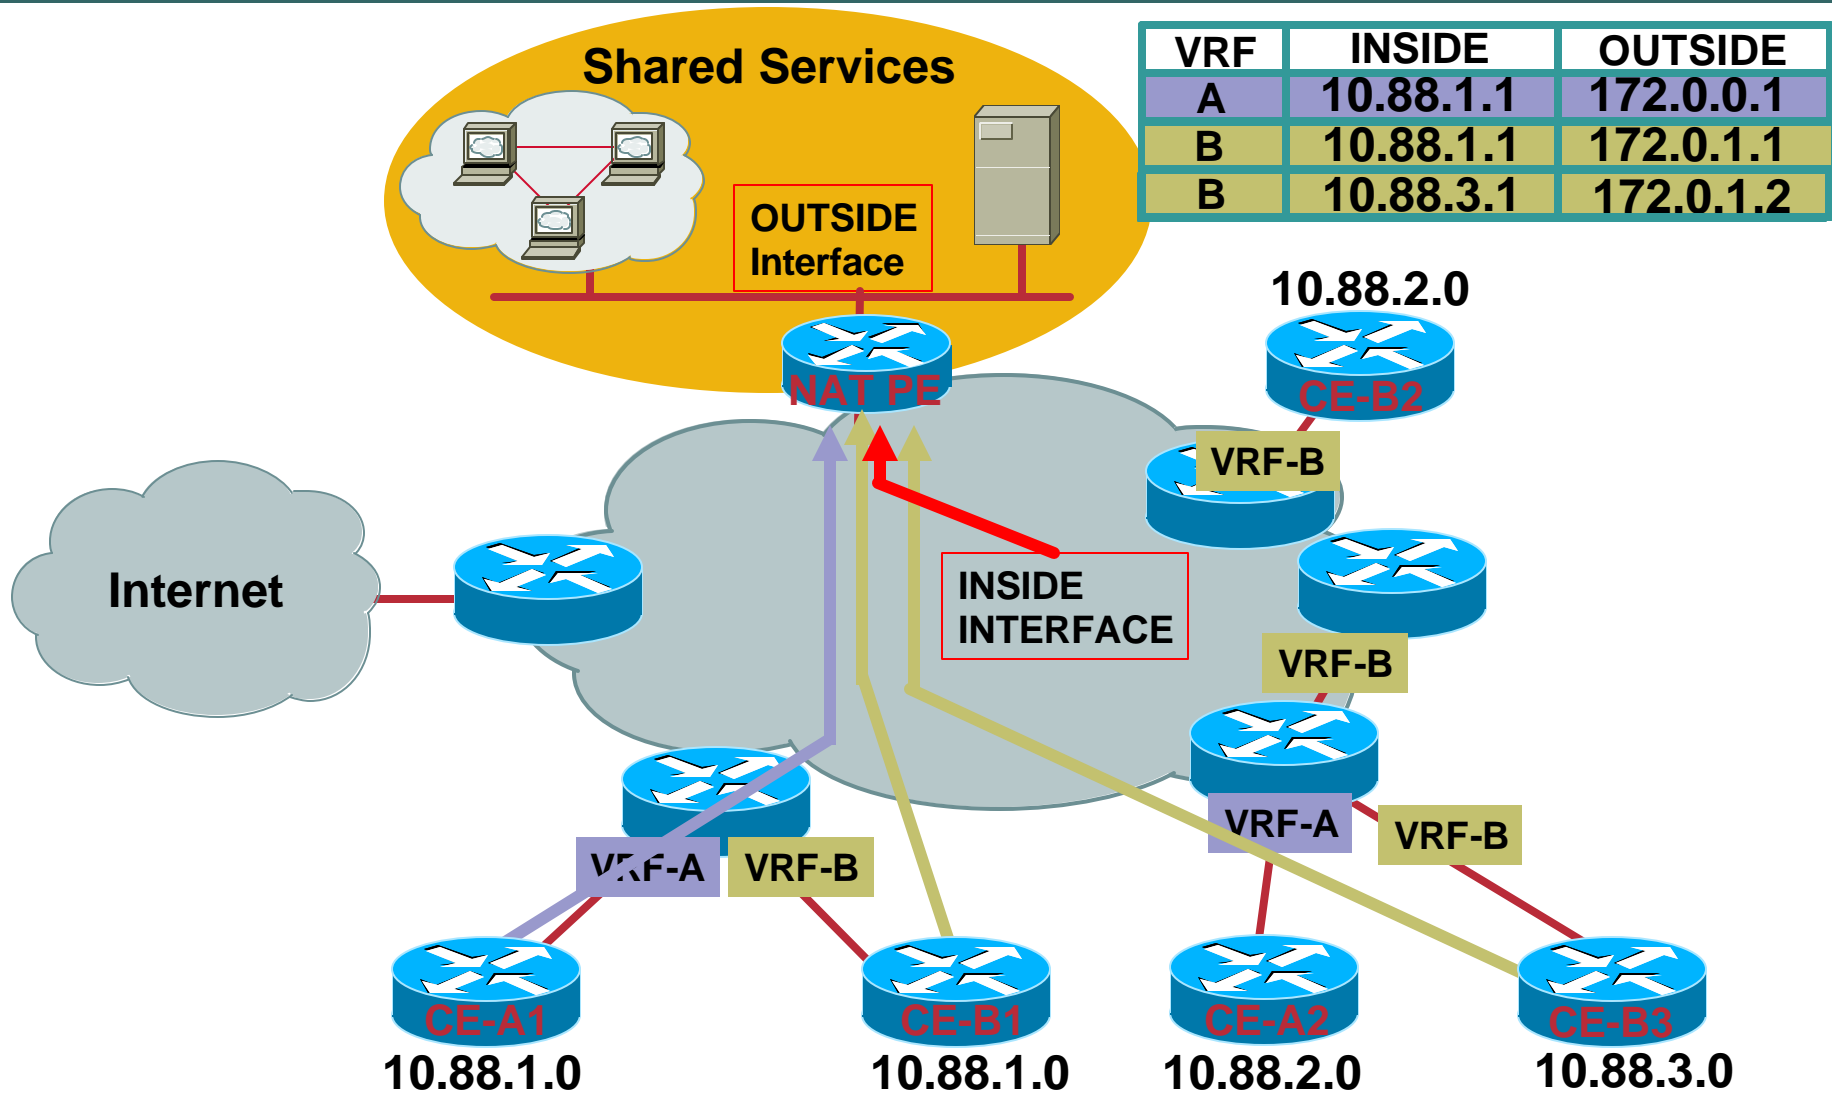 Shared Services
VRF INSIDE OUTSIDE
A 10.88.1.1 172.0.0.1
B 10.88.1.1 172.0.1.1
B 10.88.3.1 172.0.1.2
OUTSIDE
Interface
10.88.2.0
NAT PE
CE-B2
VRF-B
Internet
INSIDE
INTERFACE
VRF-B
VRF-A
VRF-B
VRF-A
VRF-B
CE-A1
CE-B1
CE-A2
CE-B3
10.88.1.0
10.88.1.0
10.88.2.0
10.88.3.0